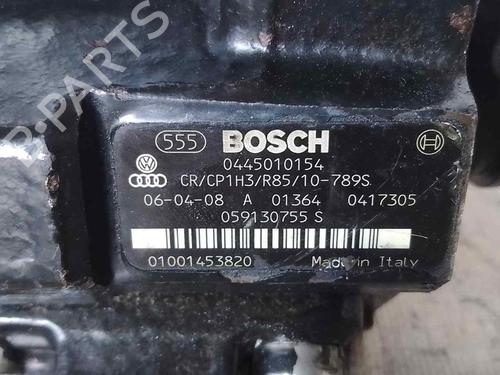 555 BOSCH
0445010154
CR/CP1H3/R85/10-789S
06-04-08 A 01364 0417305
059130755 S
01001453820 Made in Italy
B-PARTS